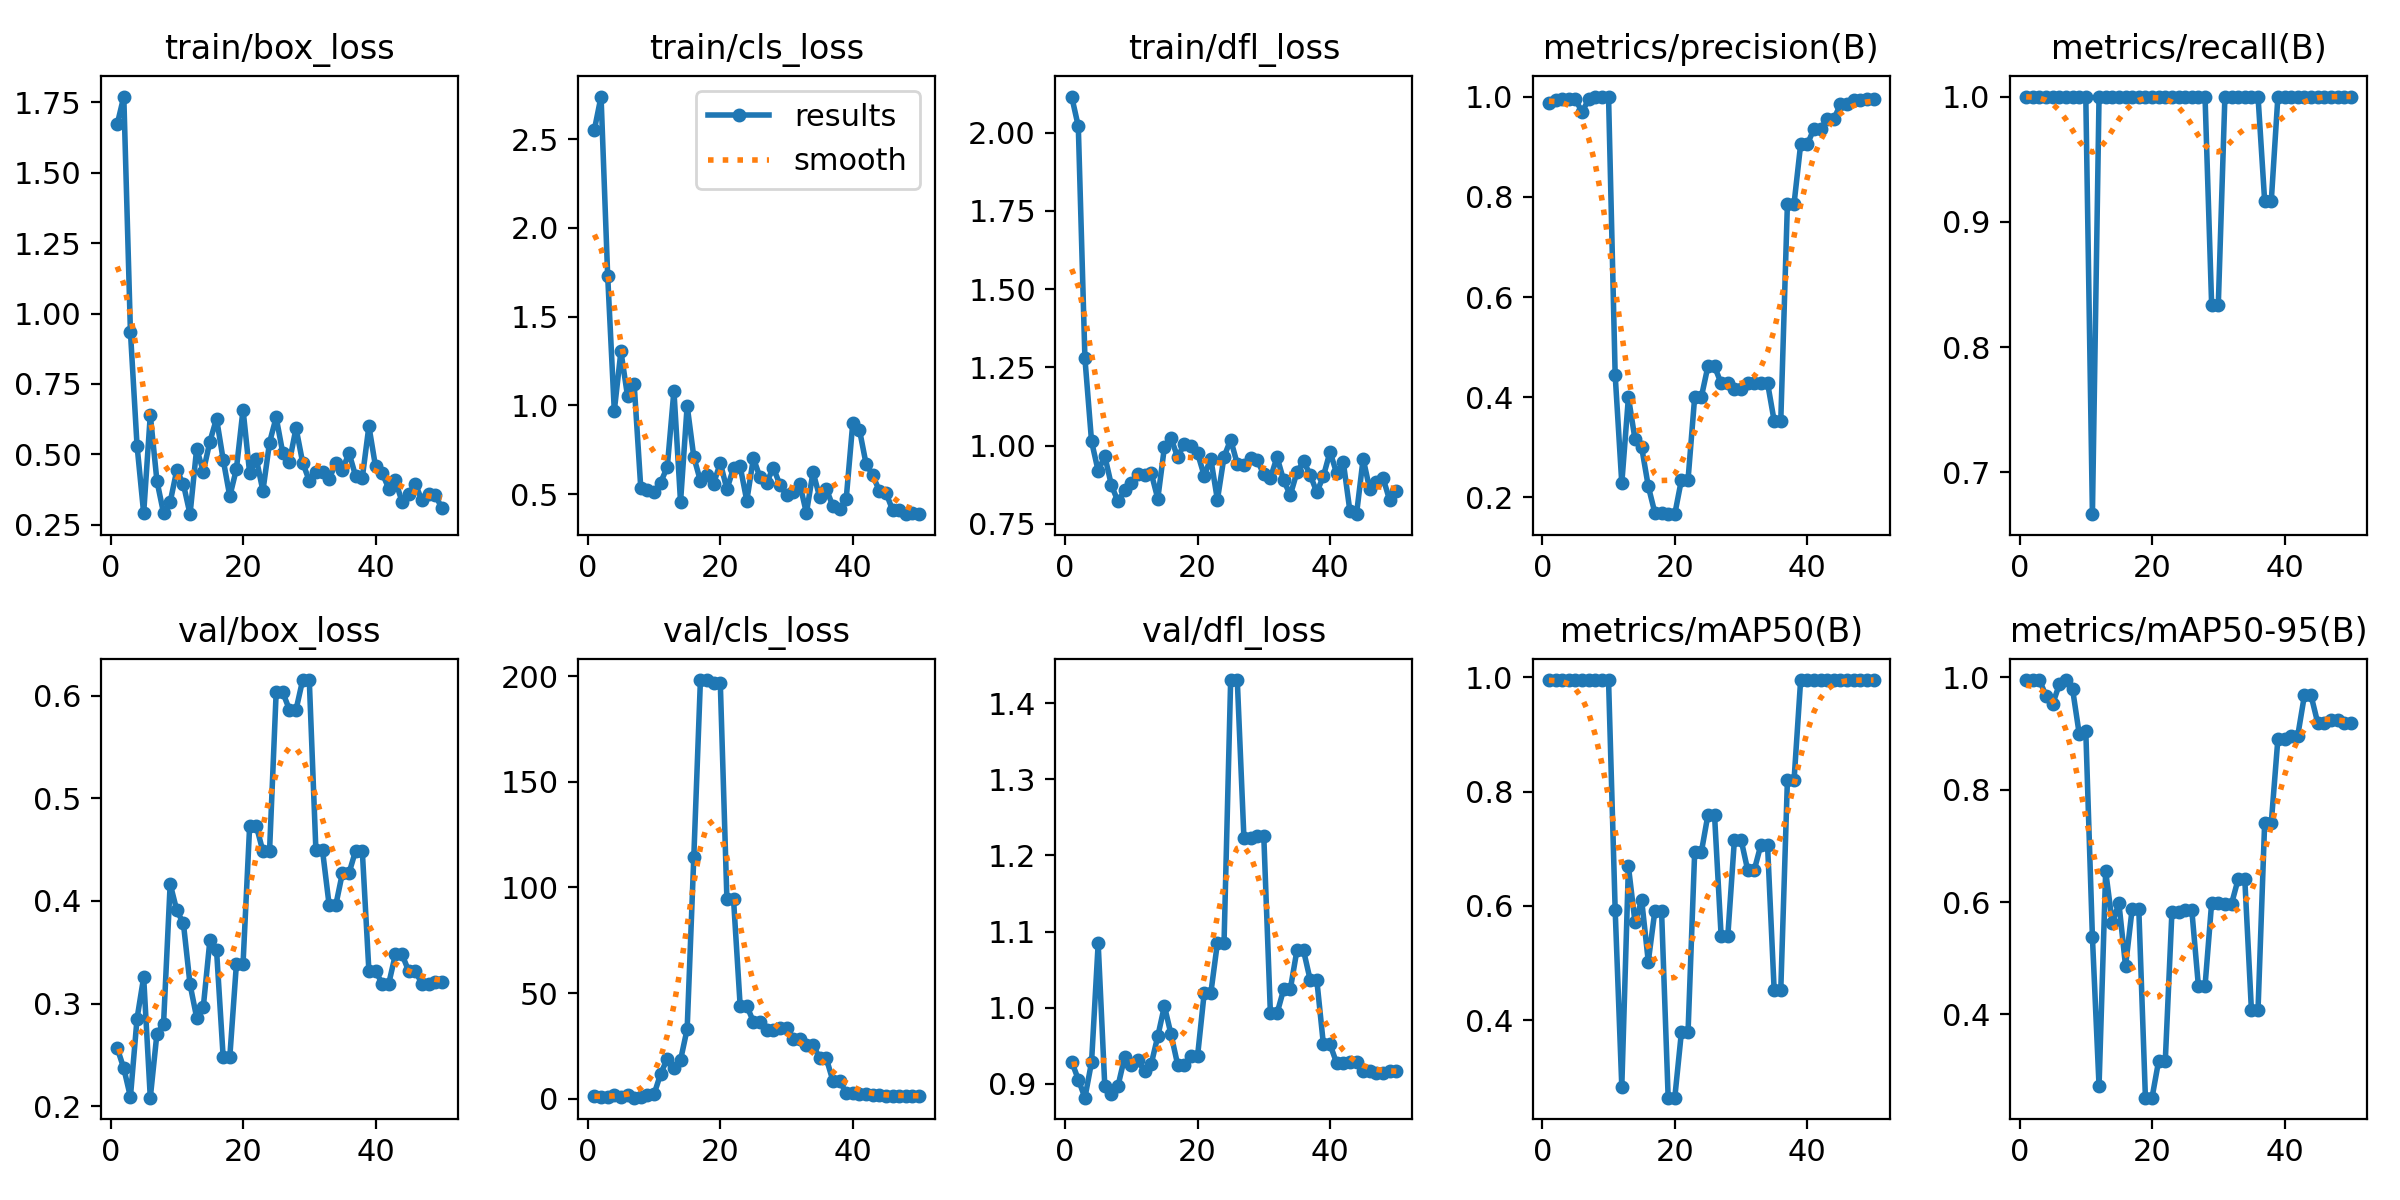 train/box_loss
1.75
1.50
1.25
1.00
0.75
0.50
0.25
0 20 40
train/cls_loss
results
smooth
2.5
2.0
1.5
1.0
0.5
0 20 40
train/dfl_loss
2.00
1.75
1.50
1.25
1.00
0.75
0 20 40
metrics/precision(B)
1.0
0.8
0.6
0.4
0.2
0 20 40
metrics/recall(B)
1.0
0.9
0.8
0.7
0 20 40
val/box_loss
0.6
0.5
0.4
0.3
0.2
0 20 40
val/cls_loss
200
150
100
50
0
0 20 40
val/dfl_loss
1.4
1.3
1.2
1.1
1.0
0.9
0 20 40
metrics/mAP50(B)
1.0
0.8
0.6
0.4
0 20 40
metrics/mAP50-95(B)
1.0
0.8
0.6
0.4
0 20 40